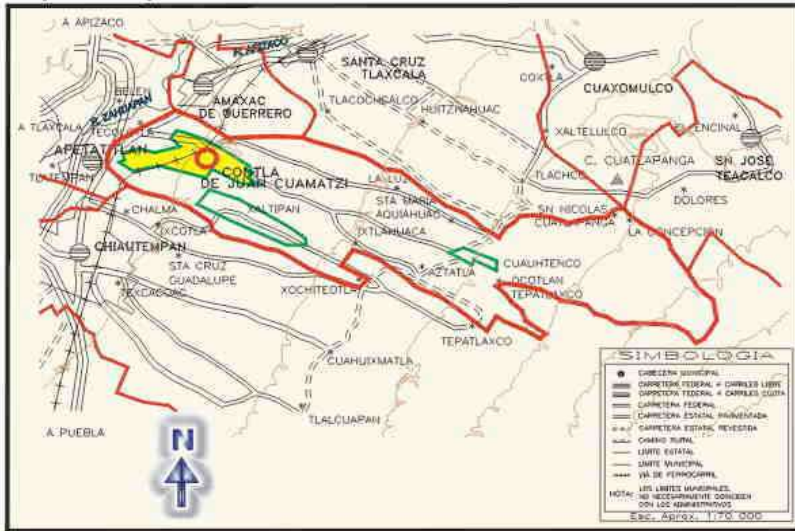 A APIZACO
R. APIZACO
SANTA CRUZ
TLAXCALA
COXTLA
CUAXOMULCO
BELEN
AMAXAC
DE GUERRERO
TLACOCHCALCO
HUITZNAHUAC
R. ZAHUAPAN
A TLAXCALA
XALTELULCO
EL ENCINAL
APETATITLAN
C. CUATLAPANGA
SN. JOSE
TEACALCO
CONTLA
DE JUAN CUAMATZI
LA LUZ
TLACHCO
DOLORES
STA MARIA
AQUIAHUAC
SN. NICOLAS
LA CONCEPCION
CHALMA
XALTIPAN
IXCOTLA
IXTLAHUACA
CHIAUTEMPAN
STA CRUZ
GUADALUPE
AZTATLA
CUAUHTENCO
OCOTLAN
TEPATLAXCO
TEXCACOAC
XOCHITEOTLA
TEPATLAXCO
CUAHUIXMATLA
TLALCUAPAN
A PUEBLA
N
SIMBOLOGIA
CABECERA MUNICIPAL
CARRETERA FEDERAL 4 CARRILES LIBRE
CARRETERA FEDERAL 4 CARRILES CUOTA
CARRETERA FEDERAL
CARRETERA ESTATAL PAVIMENTADA
CARRETERA ESTATAL REVESTIDA
CAMINO RURAL
LIMITE ESTATAL
LIMITE MUNICIPAL
VIA DE FERROCARRIL
NOTA: LOS LIMITES MUNICIPALES,
NO NECESARIAMENTE COINCIDEN
CON LOS ADMINISTRATIVOS
Esc. Aprox. 1:70 000